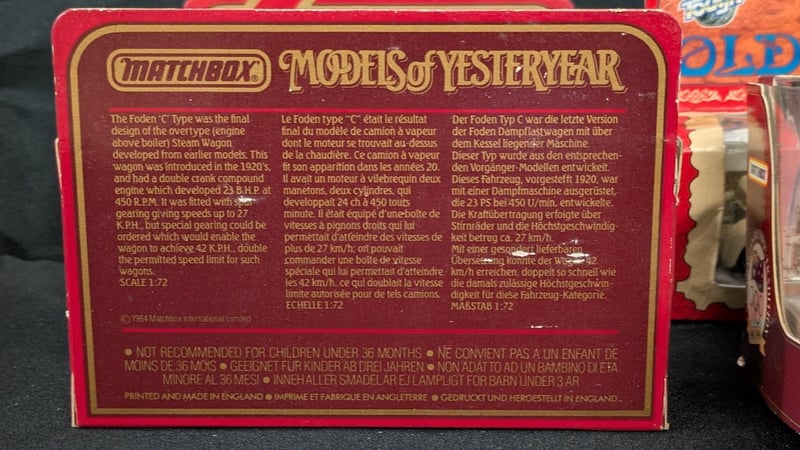 MATCHBOX
MODELS of YESTERYEAR
The Foden 'C' Type was the final
design of the overtype (engine
above boiler) Steam Wagon,
developed from earlier models. This
wagon was introduced in the 1920's,
and had a double crank compound
engine which developed 23 B.H.P. at
450 R.P.M. It was fitted with spur
gearing giving speeds up to 27
K.P.H., but special gearing could be
ordered which would enable the
wagon to achieve 42 K.P.H., double
the permitted speed limit for such
wagons.
SCALE 1:72
© 1984 Matchbox International Limited
Le Foden type "C" était le résultat
final du modèle de camion à vapeur
dont le moteur se trouvait au-dessus
de la chaudière. Ce camion à vapeur
fit son apparition dans les années 20.
Il avait un moteur à vilebrequin deux
manetons, deux cylindres, qui
developpait 24 ch à 450 touts
minute. Il était équipé d'une boîte de
vitesses à pignons droits qui lui
permettait d'atteindre des vitesses de
plus de 27 km/h; on pouvait
commander une boîte de vitesse
spéciale qui lui permettait d'atteindre
les 42 km/h. ce qui doublait la vitesse
limite autorisée pour de tels camions.
ECHELLE 1:72
Der Foden Typ C war die letzte Version
der Foden Dampflastwagen mit über
dem Kessel liegender Maschine.
Dieser Typ wurde aus den entsprechen-
den Vorgänger-Modellen entwickelt.
Dieses Fahrzeug, vorgestellt 1920, war
mit einer Dampfmaschine ausgerüstet,
die 23 PS bei 450 U/min. entwickelte.
Die Kraftübertragung erfolgte über
Stirnräder und die Höchstgeschwindig-
keit betrug ca. 27 km/h.
Mit einer gesondert lieferbaren
Übersetzung konnte der Wagen 42
km/h erreichen, doppelt so schnell wie
die damals zulässige Höchstgeschwin-
digkeit für diese Fahrzeug-Kategorie.
MAßSTAB 1:72
• NOT RECOMMENDED FOR CHILDREN UNDER 36 MONTHS • NE CONVIENT PAS A UN ENFANT DE
MOINS DE 36 MOIS • GEEIGNET FUR KINDER AB DREI JAHREN • NON ADATTO AD UN BAMBINO DI ETA
MINORE AL 36 MESI • INNEHALLER SMADELAR EJ LAMPLIGT FOR BARN UNDER 3 AR
PRINTED AND MADE IN ENGLAND • IMPRIME ET FABRIQUE EN ANGLETERRE • GEDRUCKT UND HERGESTELLT IN ENGLAND
TOUGH
OLD